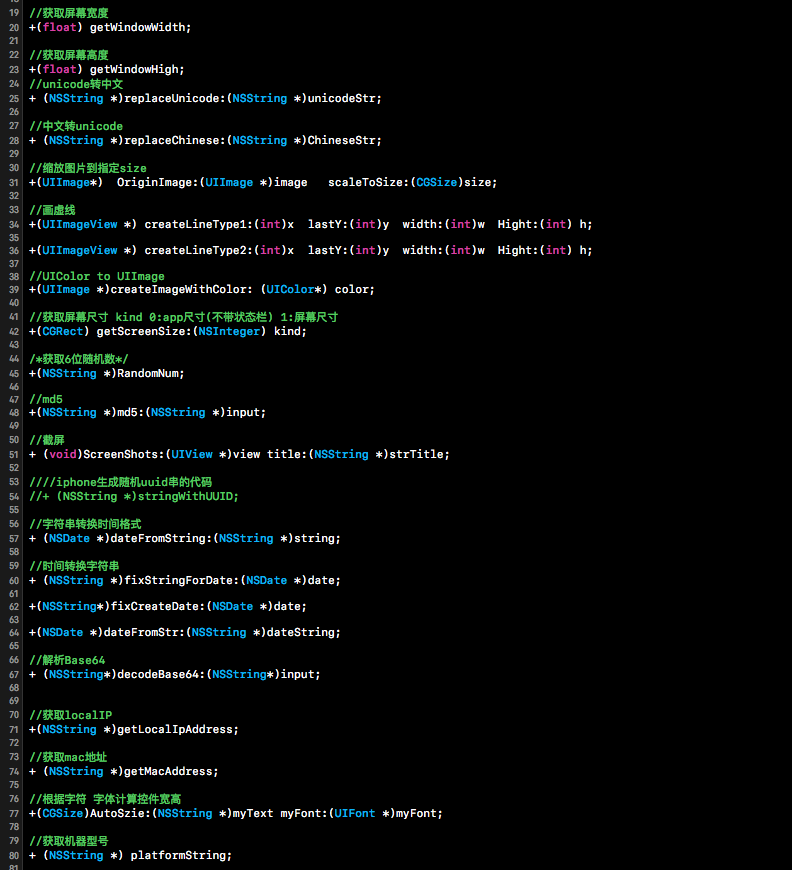 19 //获取屏幕宽度
20 +(float) getWindowWidth;
21
22 //获取屏幕高度
23 +(float) getWindowHigh;
24 //unicode转中文
25 + (NSString *)replaceUnicode:(NSString *)unicodeStr;
26
27 //中文转unicode
28 + (NSString *)replaceChinese:(NSString *)ChineseStr;
29
30 //缩放图片到指定size
31 +(UIImage*)  OriginImage:(UIImage *)image   scaleToSize:(CGSize)size;
32
33 //画虚线
34 +(UIImageView *) createLineType1:(int)x  lastY:(int)y  width:(int)w  Hight:(int) h;
35
36 +(UIImageView *) createLineType2:(int)x  lastY:(int)y  width:(int)w  Hight:(int) h;
37
38 //UIColor to UIImage
39 +(UIImage *)createImageWithColor: (UIColor*) color;
40
41 //获取屏幕尺寸 kind 0:app尺寸(不带状态栏) 1:屏幕尺寸
42 +(CGRect) getScreenSize:(NSInteger) kind;
43
44 /*获取6位随机数*/
45 +(NSString *)RandomNum;
46
47 //md5
48 +(NSString *)md5:(NSString *)input;
49
50 //截屏
51 + (void)ScreenShots:(UIView *)view title:(NSString *)strTitle;
52
53 ////iphone生成随机uuid串的代码
54 //+ (NSString *)stringWithUUID;
55
56 //字符串转换时间格式
57 + (NSDate *)dateFromString:(NSString *)string;
58
59 //时间转换字符串
60 + (NSString *)fixStringForDate:(NSDate *)date;
61
62 +(NSString*)fixCreateDate:(NSDate *)date;
63
64 +(NSDate *)dateFromStr:(NSString *)dateString;
65
66 //解析Base64
67 + (NSString*)decodeBase64:(NSString*)input;
68
69
70 //获取localIP
71 +(NSString *)getLocalIpAddress;
72
73 //获取mac地址
74 + (NSString *)getMacAddress;
75
76 //根据字符 字体计算控件宽高
77 +(CGSize)AutoSzie:(NSString *)myText myFont:(UIFont *)myFont;
78
79 //获取机器型号
80 + (NSString *) platformString;